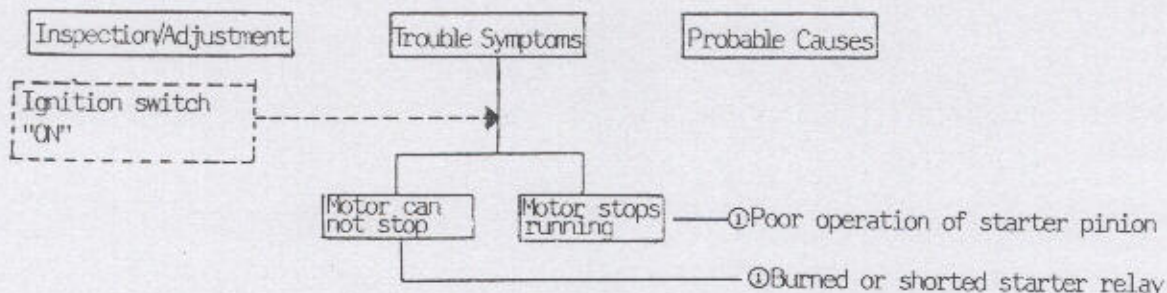 Inspection/Adjustment
Trouble Symptoms
Probable Causes
Ignition switch
"ON"
Motor can
not stop
Motor stops
running
①Poor operation of starter pinion
①Burned or shorted starter relay